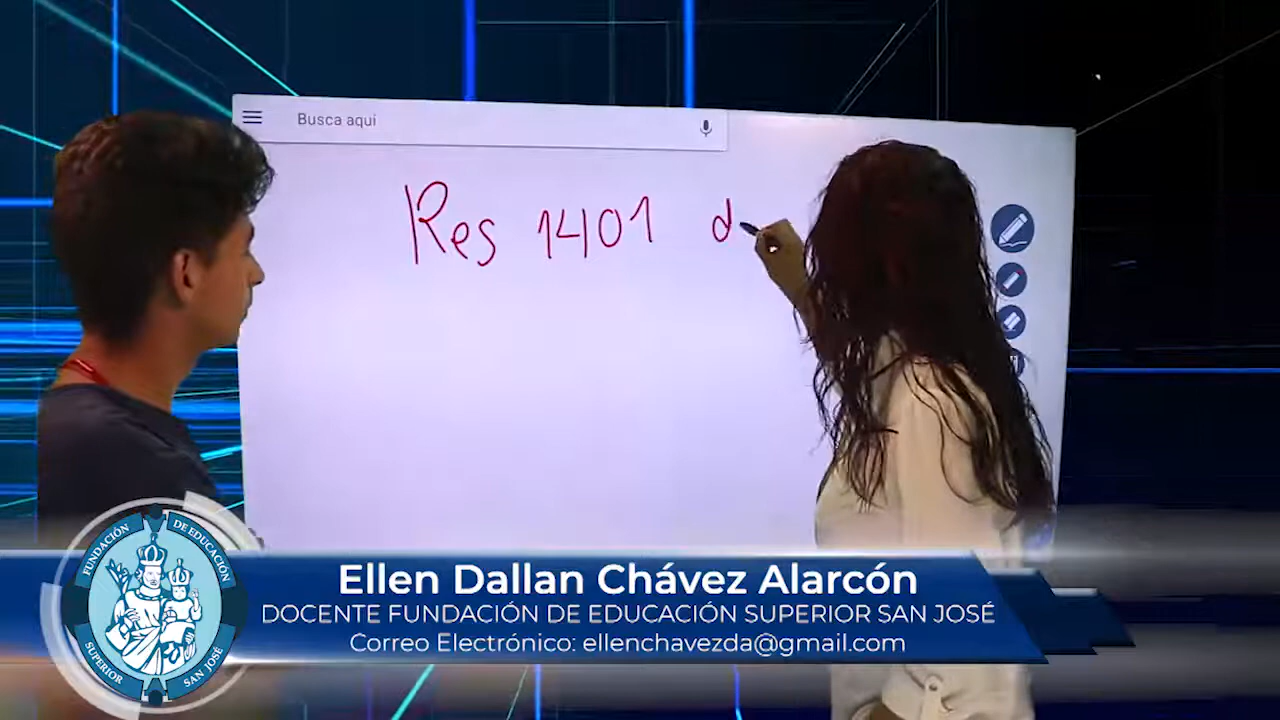 Busca aquí
Res 1401 d
Ellen Dallan Chávez Alarcón
DOCENTE FUNDACIÓN DE EDUCACIÓN SUPERIOR SAN JOSÉ
Correo Electrónico: ellenchavezda@gmail.com
FUNDACIÓN DE EDUCACIÓN
SUPERIOR SAN JOSÉ